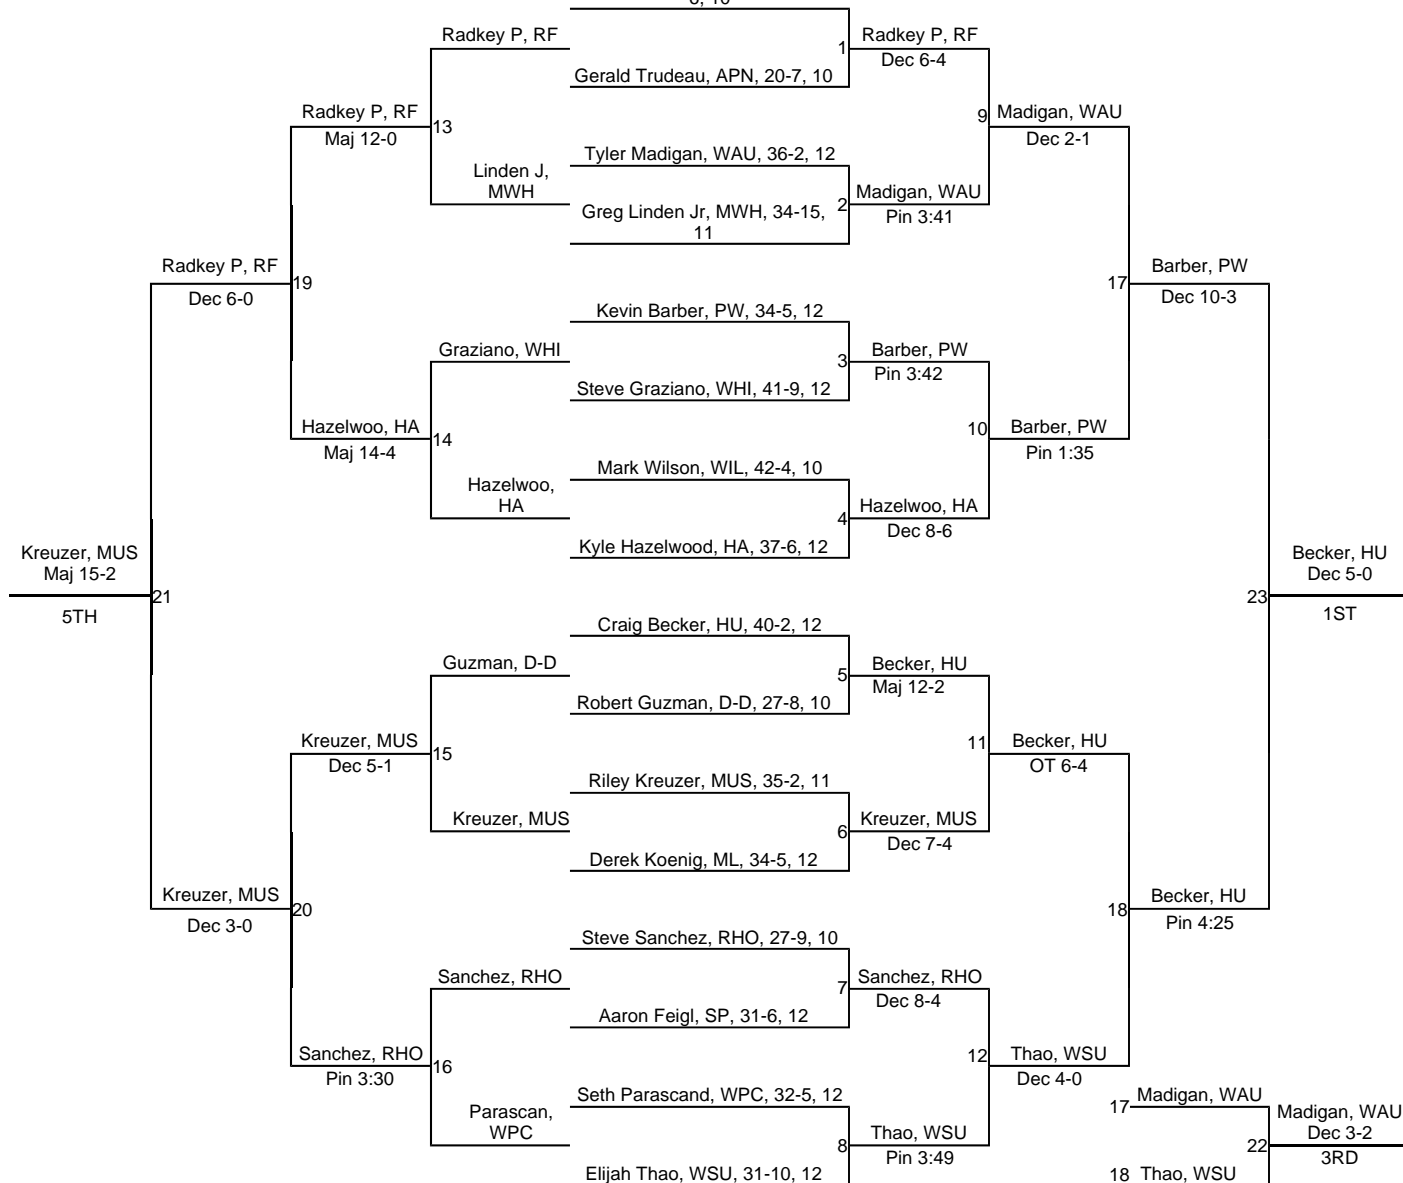 Radkey P, RF
1
Radkey P, RF
Dec 6-4
Gerald Trudeau, APN, 20-7, 10
Radkey P, RF
Maj 12-0
13
9
Madigan, WAU
Dec 2-1
Linden J,
MWH
Tyler Madigan, WAU, 36-2, 12
2
Madigan, WAU
Pin 3:41
Greg Linden Jr, MWH, 34-15,
11
Radkey P, RF
Dec 6-0
19
17
Barber, PW
Dec 10-3
Kevin Barber, PW, 34-5, 12
Graziano, WHI
3
Barber, PW
Pin 3:42
Steve Graziano, WHI, 41-9, 12
Hazelwoo, HA
Maj 14-4
14
10
Barber, PW
Pin 1:35
Mark Wilson, WIL, 42-4, 10
Hazelwoo,
HA
4
Hazelwoo, HA
Dec 8-6
Kyle Hazelwood, HA, 37-6, 12
Kreuzer, MUS
Maj 15-2
5TH
21
23
Becker, HU
Dec 5-0
1ST
Craig Becker, HU, 40-2, 12
Guzman, D-D
5
Becker, HU
Maj 12-2
Robert Guzman, D-D, 27-8, 10
Kreuzer, MUS
Dec 5-1
15
11
Becker, HU
OT 6-4
Riley Kreuzer, MUS, 35-2, 11
Kreuzer, MUS
6
Kreuzer, MUS
Dec 7-4
Derek Koenig, ML, 34-5, 12
Kreuzer, MUS
Dec 3-0
20
18
Becker, HU
Pin 4:25
Steve Sanchez, RHO, 27-9, 10
Sanchez, RHO
7
Sanchez, RHO
Dec 8-4
Aaron Feigl, SP, 31-6, 12
Sanchez, RHO
Pin 3:30
16
12
Thao, WSU
Dec 4-0
Seth Parascand, WPC, 32-5, 12
Parascan,
WPC
8
Thao, WSU
Pin 3:49
Elijah Thao, WSU, 31-10, 12
17
Madigan, WAU
22
Madigan, WAU
Dec 3-2
3RD
18
Thao, WSU